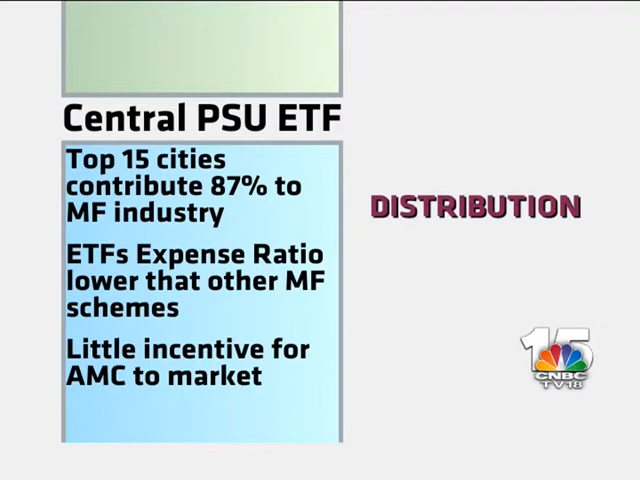 Central PSU ETF
Top 15 cities
contribute 87% to
MF industry
ETFs Expense Ratio
lower that other MF
schemes
Little incentive for
AMC to market
DISTRIBUTION
15
CNBC
TV18